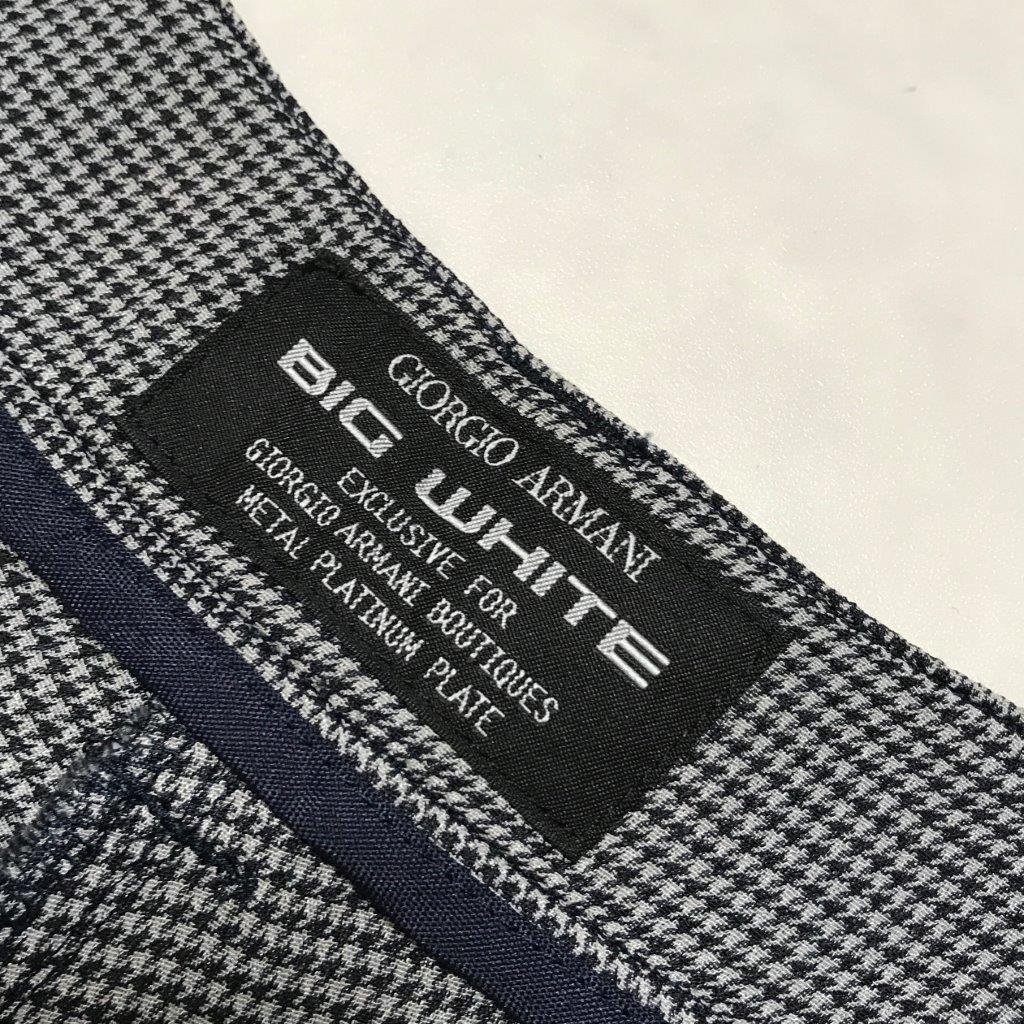 GIORGIO ARMANI
BIG WHITE
EXCLUSIVE FOR
GIORGIO ARMANI BOUTIQUES
METAL PLATINUM PLATE